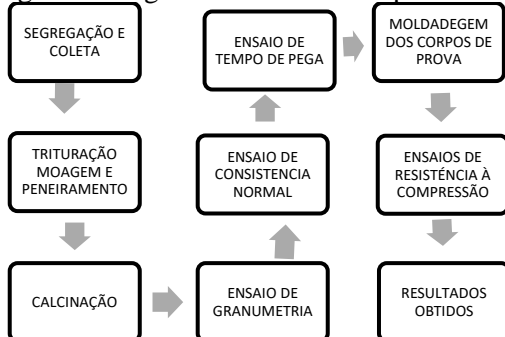 SEGREGAÇÃO E
COLETA
TRITURAÇÃO
MOAGEM E
PENEIRAMENTO
CALCINAÇÃO
ENSAIO DE
GRANUMETRIA
ENSAIO DE
CONSISTENCIA
NORMAL
ENSAIO DE
TEMPO DE PEGA
MOLDADEGEM
DOS CORPOS DE
PROVA
ENSAIOS DE
RESISTÉNCIA À
COMPRESSÃO
RESULTADOS
OBTIDOS